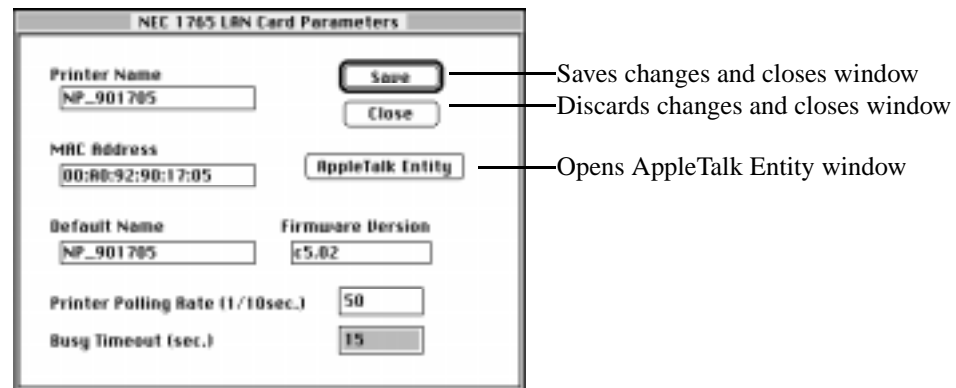 NEC 1765 LAN Card Parameters
Printer Name
NP_901705
Save
Saves changes and closes window
Close
Discards changes and closes window
MAC Address
00:A0:92:90:17:05
AppleTalk Entity
Opens AppleTalk Entity window
Default Name
NP_901705
Firmware Version
c5.02
Printer Polling Rate (1/10sec.)
50
Busy Timeout (sec.)
15